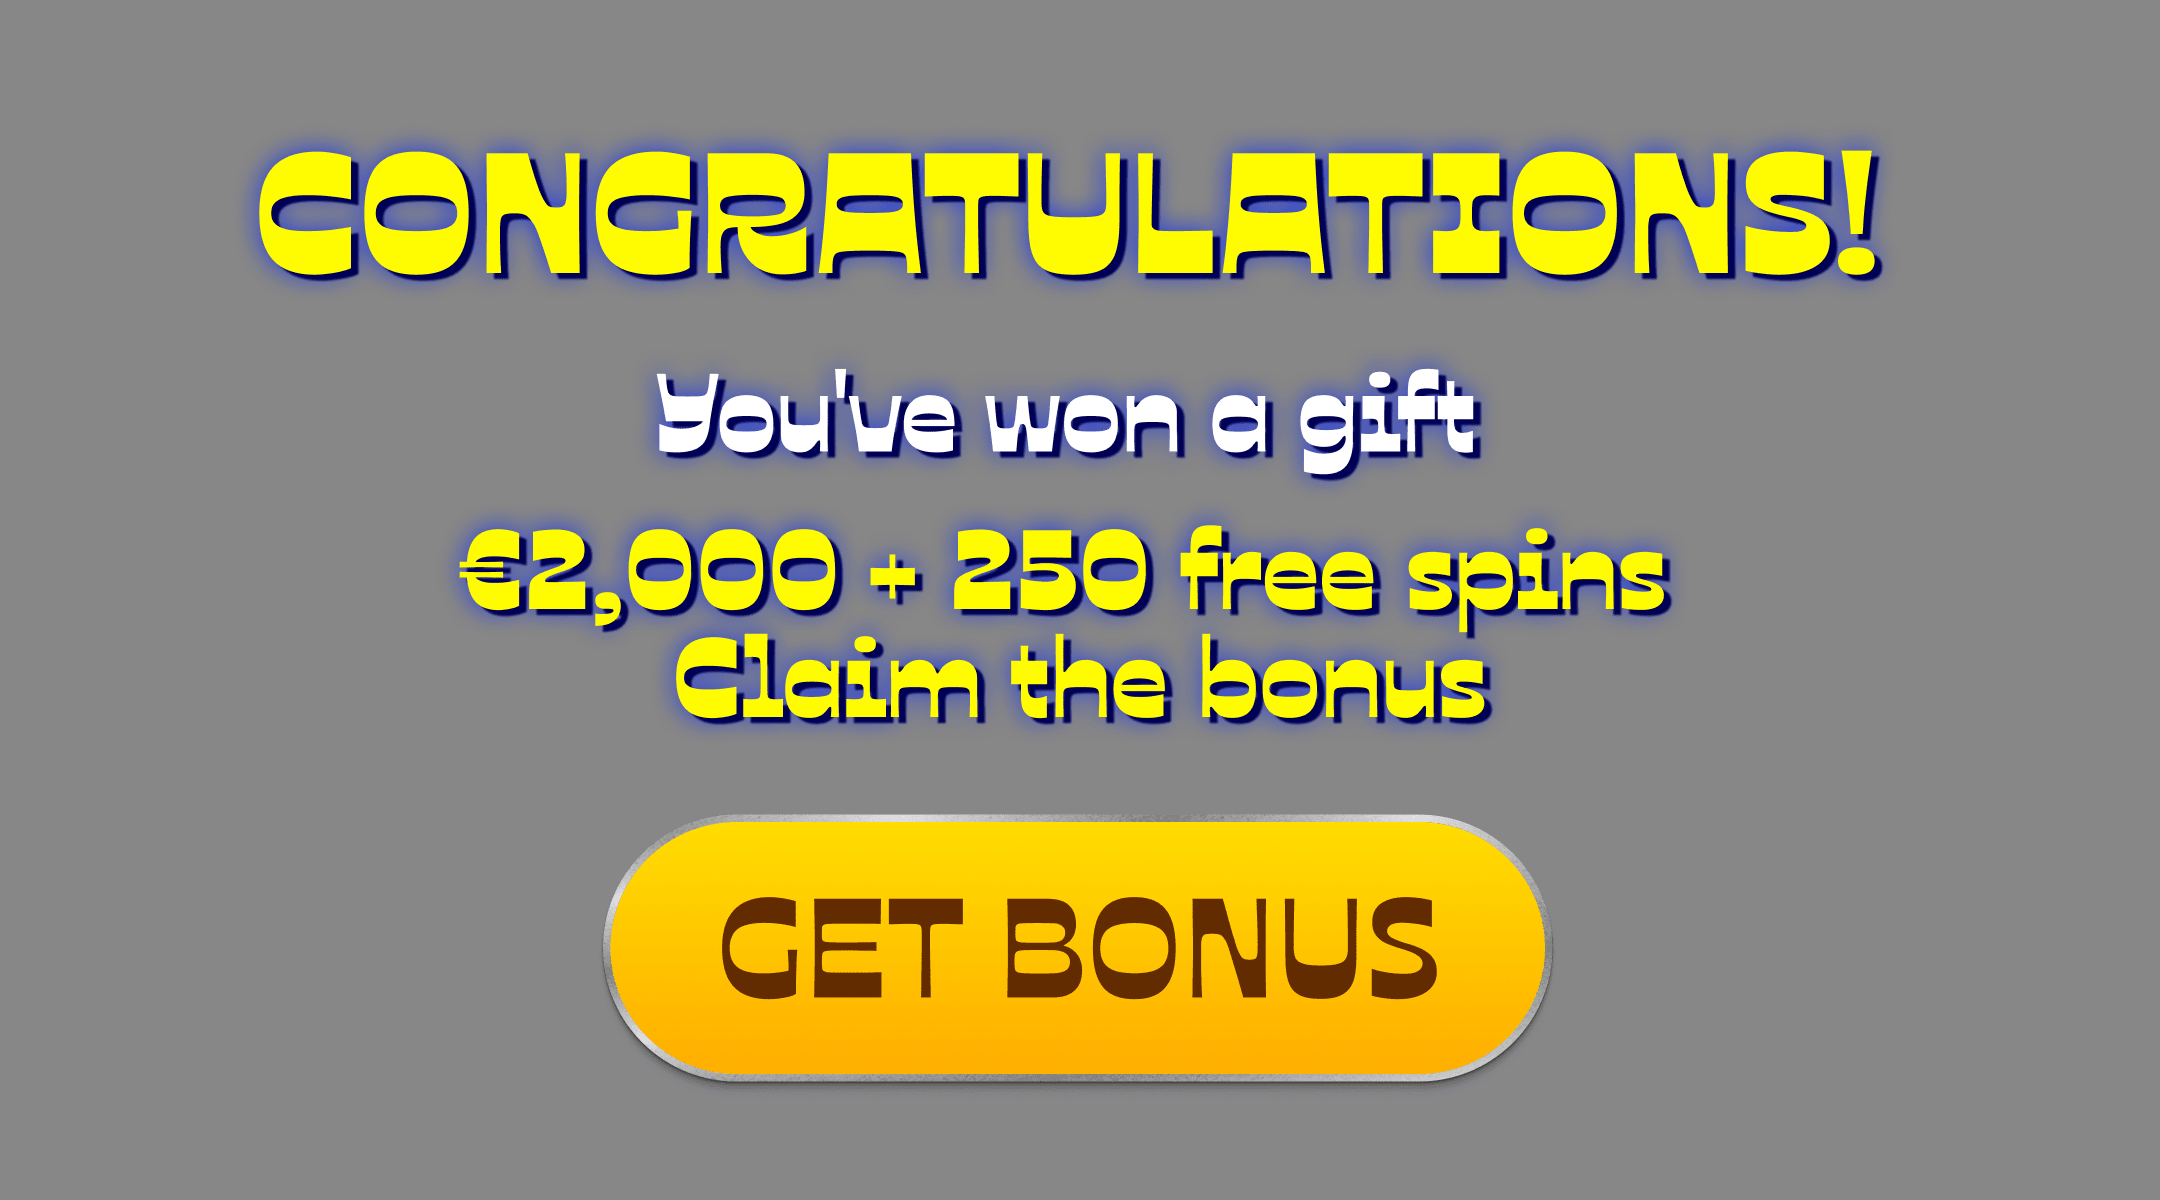 CONGRATULATIONS!
You've won a gift
€2,000 + 250 free spins
Claim the bonus
GET BONUS